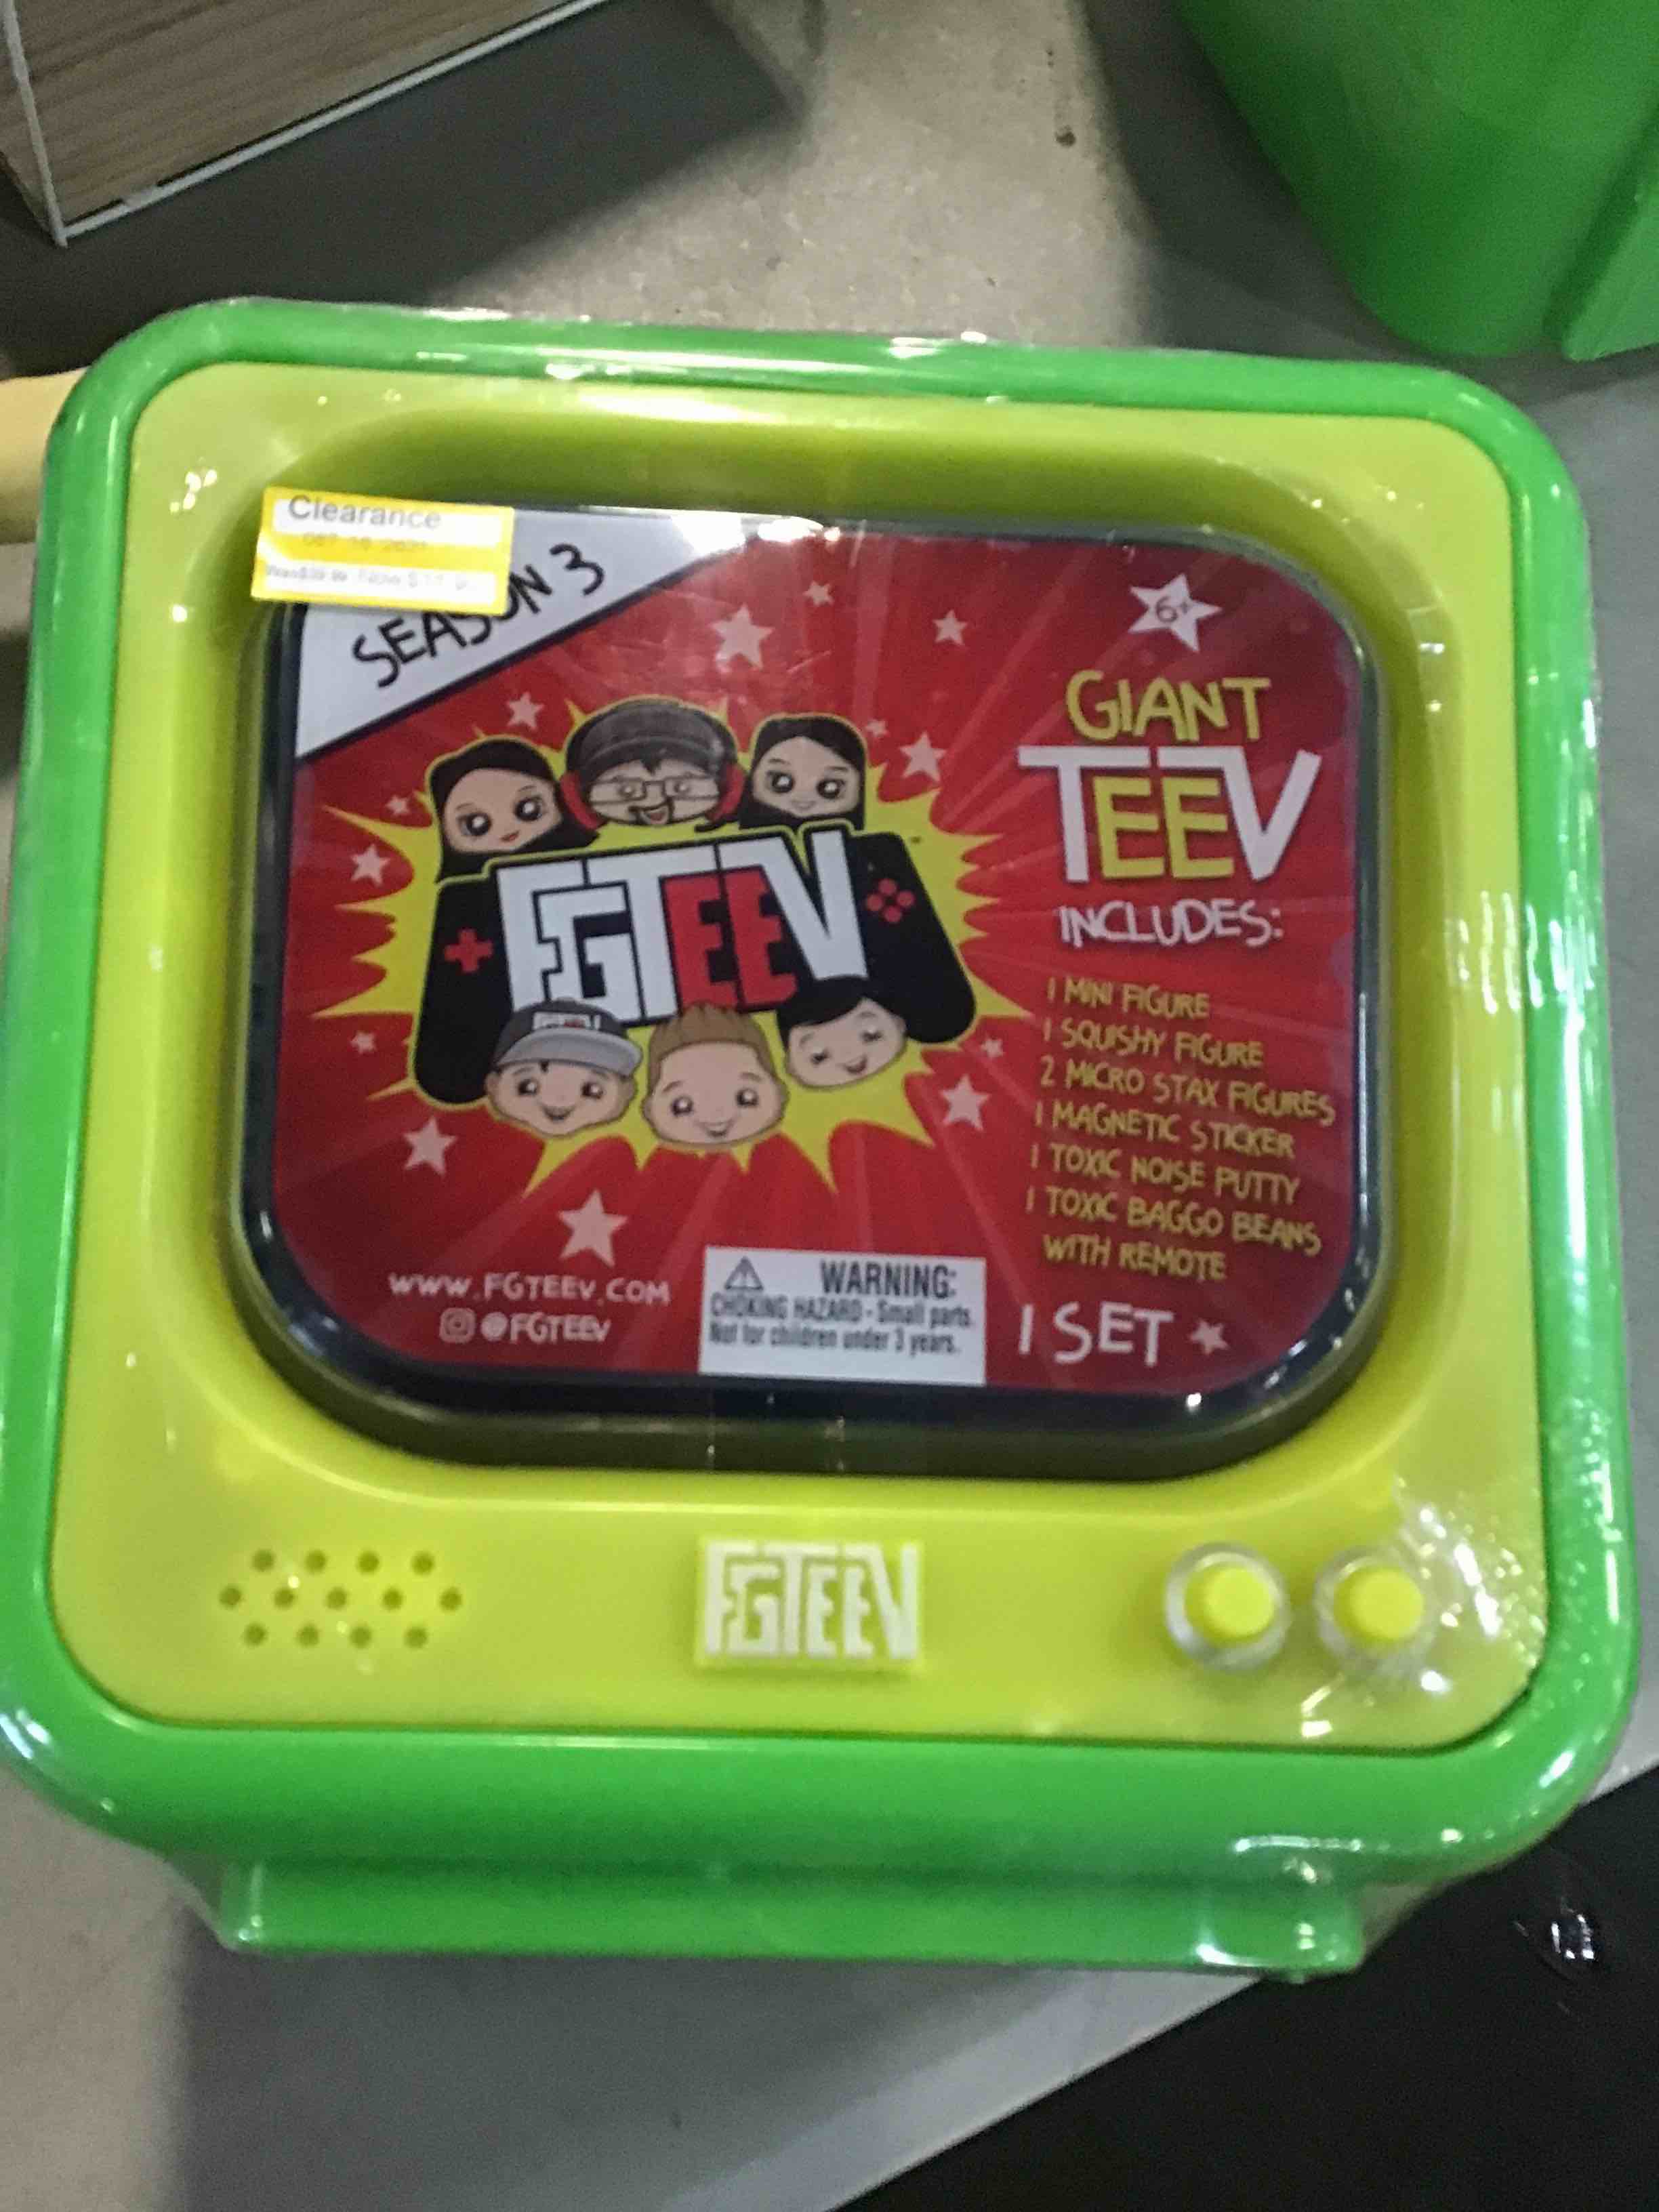 Clearance
SEASON 3
6x
GIANT
TEEV
INCLUDES:
1 MINI FIGURE
1 SQUISHY FIGURE
2 MICRO STAX FIGURES
1 MAGNETIC STICKER
1 TOXIC NOISE PUTTY
1 TOXIC BAGGO BEANS
WITH REMOTE
1 SET
FGTEEV
WWW.FGTEEV.COM
@FGTEEV
WARNING:
CHOKING HAZARD - Small parts.
Not for children under 3 years.
FGTEEV